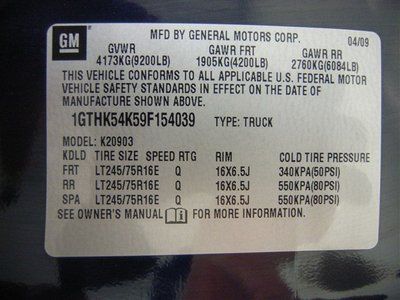 GM
MFD BY GENERAL MOTORS CORP.
04/09
GVWR GAWR FRT GAWR RR
4173KG(9200LB) 1905KG(4200LB) 2760KG(6084LB)
THIS VEHICLE CONFORMS TO ALL APPLICABLE U.S. FEDERAL MOTOR
VEHICLE SAFETY STANDARDS IN EFFECT ON THE DATE OF
MANUFACTURE SHOWN ABOVE.
1GTHK54K59F154039 TYPE: TRUCK
MODEL: K20903
KDLD TIRE SIZE SPEED RTG RIM COLD TIRE PRESSURE
FRT LT245/75R16E Q 16X6.5J 340KPA(50PSI)
RR LT245/75R16E Q 16X6.5J 550KPA(80PSI)
SPA LT245/75R16E Q 16X6.5J 550KPA(80PSI)
SEE OWNER'S MANUAL FOR MORE INFORMATION.